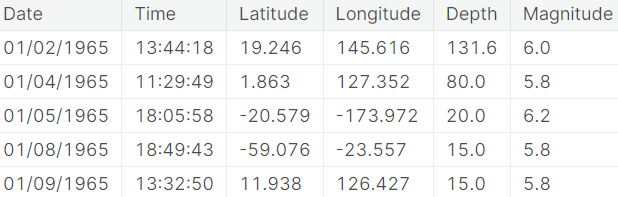 Date Time Latitude Longitude Depth Magnitude
01/02/1965 13:44:18 19.246 145.616 131.6 6.0
01/04/1965 11:29:49 1.863 127.352 80.0 5.8
01/05/1965 18:05:58 -20.579 -173.972 20.0 6.2
01/08/1965 18:49:43 -59.076 -23.557 15.0 5.8
01/09/1965 13:32:50 11.938 126.427 15.0 5.8